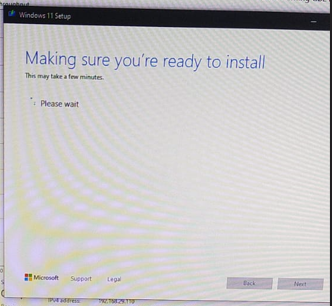 Windows 11 Setup
Making sure you're ready to install
This may take a few minutes.
Please wait
Microsoft Support Legal
Back Next
IPv4 address: 192.168.29.110